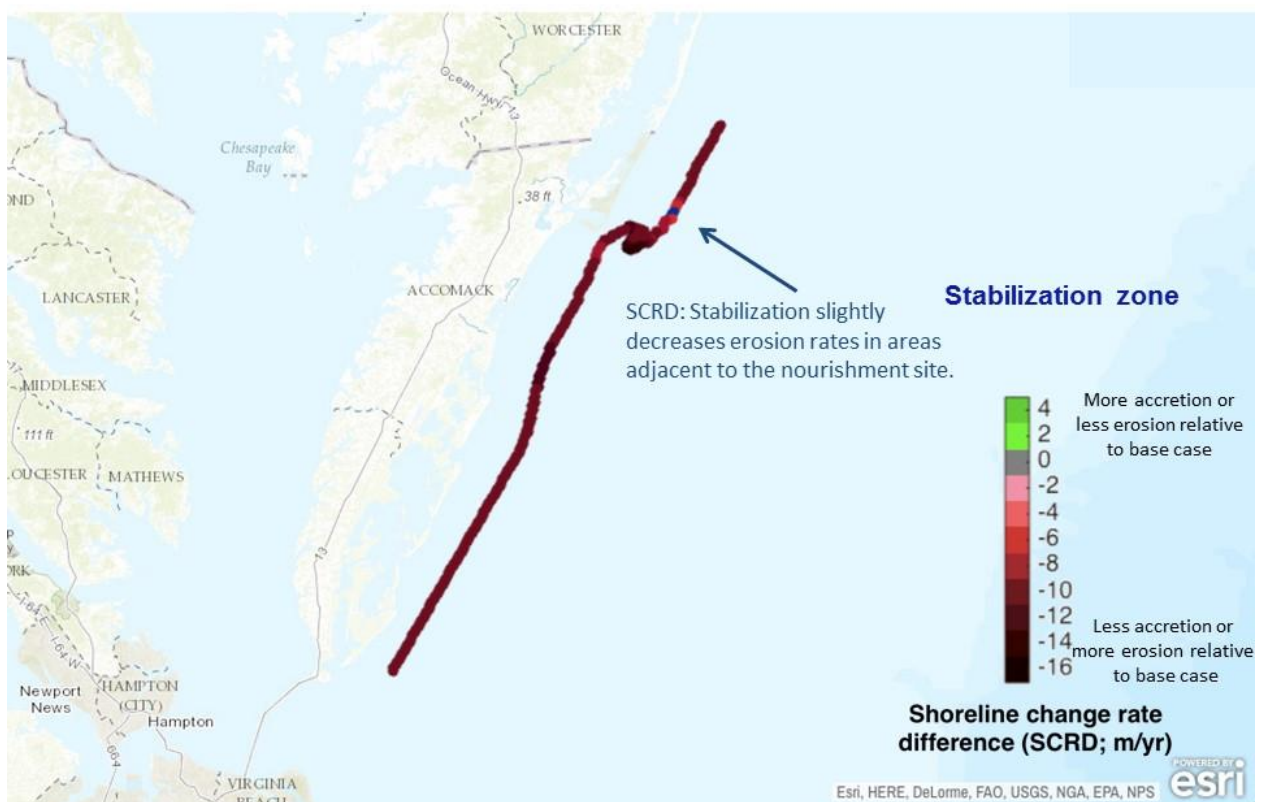 WORCESTER
Ocean Hwy
13
Chesapeake
Bay
38 ft
LANCASTER
ACCOMACK
Stabilization zone
SCRD: Stabilization slightly
decreases erosion rates in areas
adjacent to the nourishment site.
17
MIDDLESEX
111 ft
MATHEWS
4
2
0
-2
-4
-6
-8
-10
-12
-14
-16
More accretion or
less erosion relative
to base case
Less accretion or
more erosion relative
to base case
Shoreline change rate
difference (SCRD; m/yr)
13
I-64 E
I-64 W
Newport
News
HAMPTON
(CITY)
Hampton
664
VIRGINIA
Esri, HERE, DeLorme, FAO, USGS, NGA, EPA, NPS
POWERED BY
esri